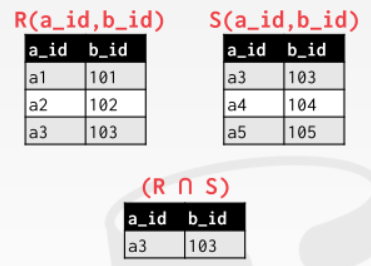 R(a_id,b_id) S(a_id,b_id)
a_id b_id a_id b_id
a1 101 a3 103
a2 102 a4 104
a3 103 a5 105
(R ∩ S)
a_id b_id
a3 103